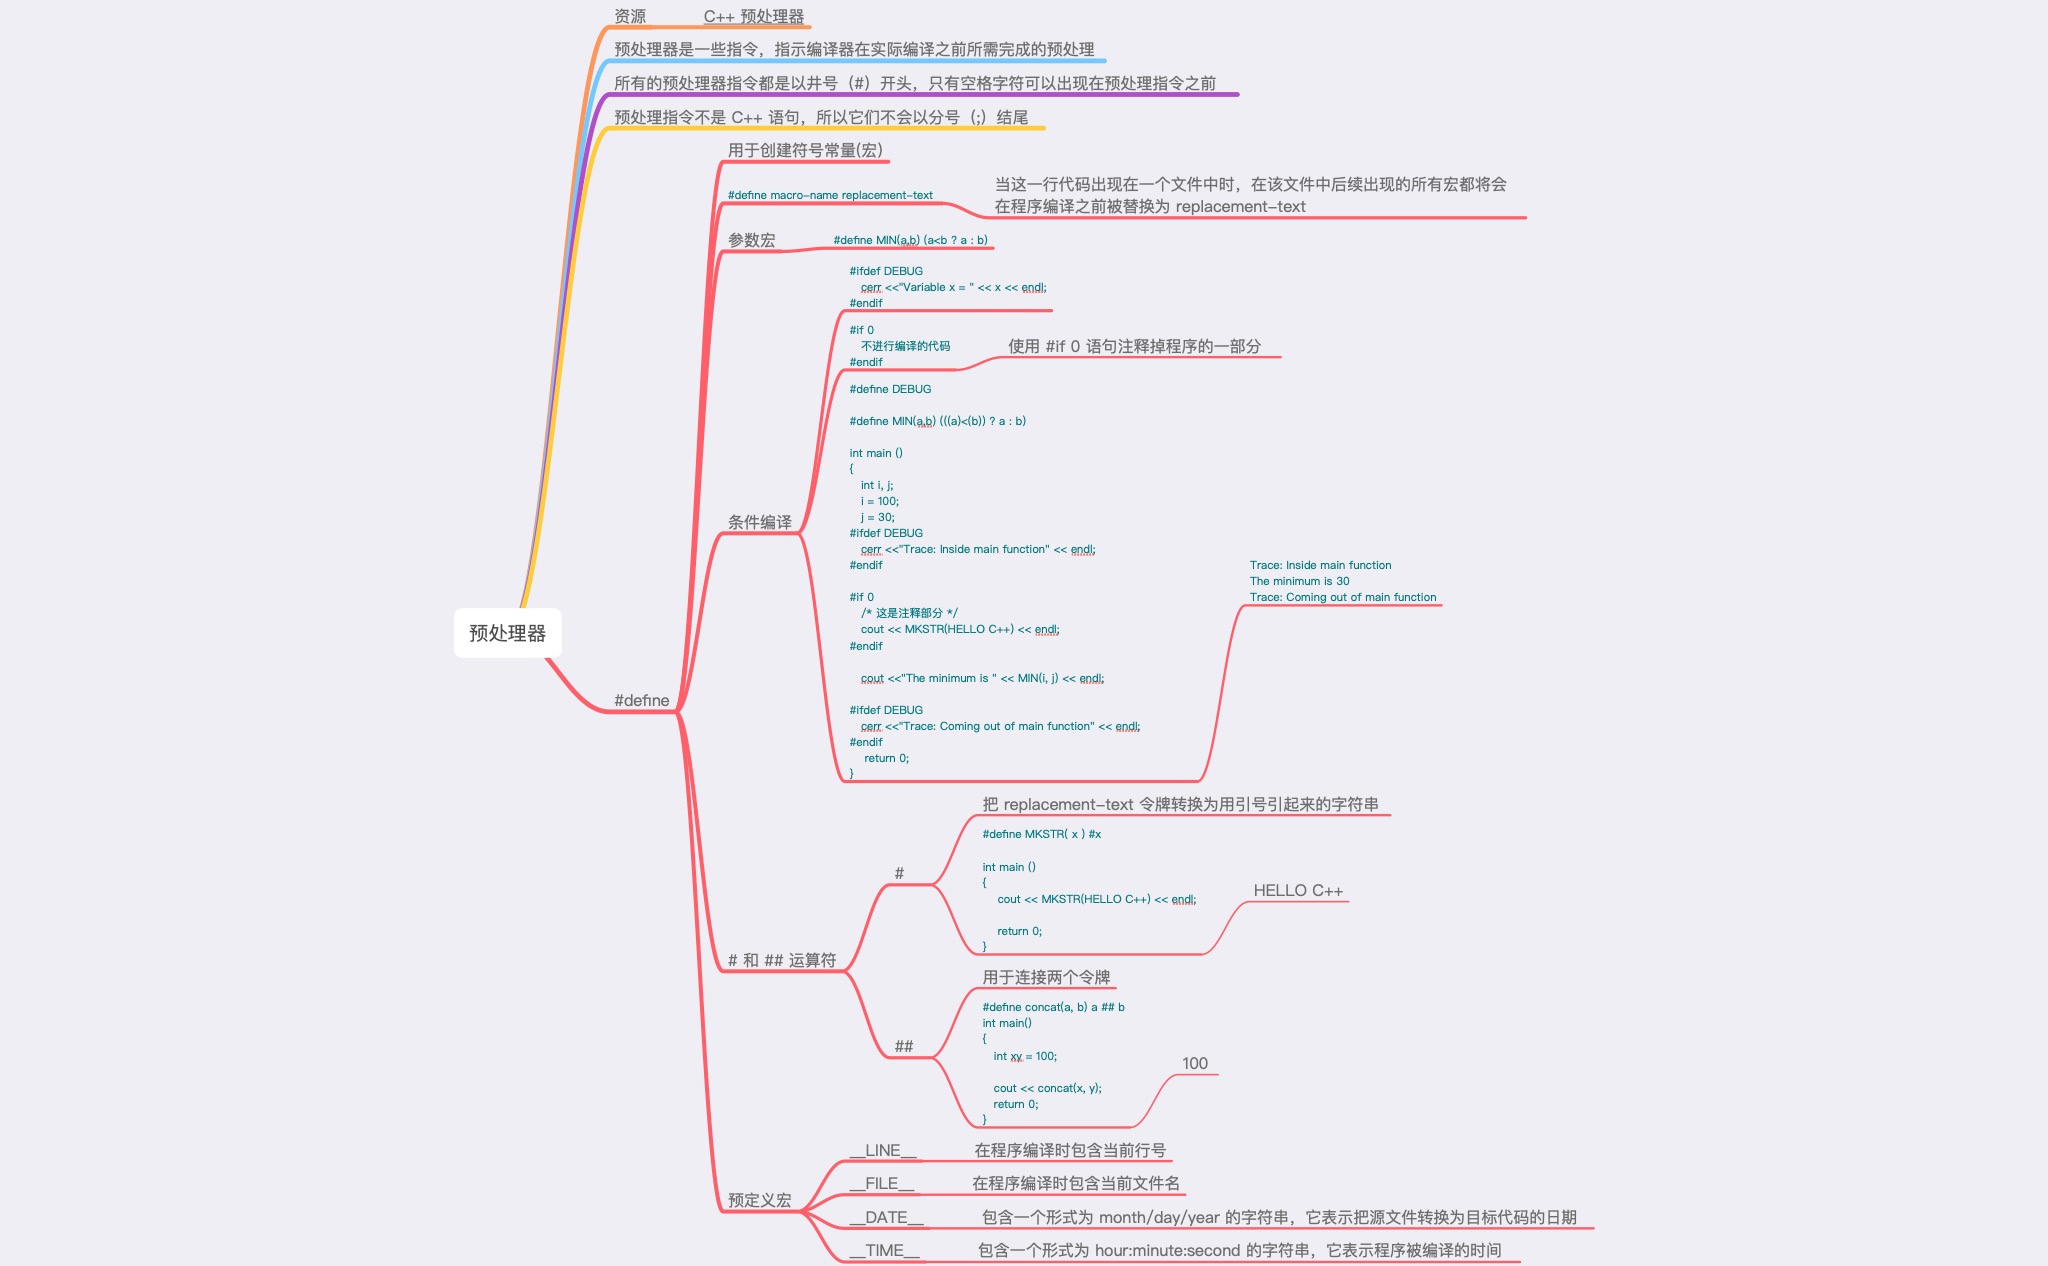 资源
C++ 预处理器
预处理器是一些指令，指示编译器在实际编译之前所需完成的预处理
所有的预处理器指令都是以井号（#）开头，只有空格字符可以出现在预处理指令之前
预处理指令不是 C++ 语句，所以它们不会以分号（;）结尾
预处理器
#define
用于创建符号常量(宏)
#define macro-name replacement-text
当这一行代码出现在一个文件中时，在该文件中后续出现的所有宏都将会
在程序编译之前被替换为 replacement-text
参数宏
#define MIN(a,b) (a<b ? a : b)
条件编译
#ifdef DEBUG
cerr <<"Variable x = " << x << endl;
#endif
#if 0
不进行编译的代码
#endif
使用 #if 0 语句注释掉程序的一部分
#define DEBUG
#define MIN(a,b) (((a)<(b)) ? a : b)
int main ()
{
int i, j;
i = 100;
j = 30;
#ifdef DEBUG
cerr <<"Trace: Inside main function" << endl;
#endif
#if 0
/* 这是注释部分 */
cout << MKSTR(HELLO C++) << endl;
#endif
cout <<"The minimum is " << MIN(i, j) << endl;
#ifdef DEBUG
cerr <<"Trace: Coming out of main function" << endl;
#endif
return 0;
}
Trace: Inside main function
The minimum is 30
Trace: Coming out of main function
# 和 ## 运算符
#
把 replacement-text 令牌转换为用引号引起来的字符串
#define MKSTR( x ) #x
int main ()
{
cout << MKSTR(HELLO C++) << endl;
return 0;
}
HELLO C++
##
用于连接两个令牌
#define concat(a, b) a ## b
int main()
{
int xy = 100;
cout << concat(x, y);
return 0;
}
100
预定义宏
__LINE__
在程序编译时包含当前行号
__FILE__
在程序编译时包含当前文件名
__DATE__
包含一个形式为 month/day/year 的字符串，它表示把源文件转换为目标代码的日期
__TIME__
包含一个形式为 hour:minute:second 的字符串，它表示程序被编译的时间